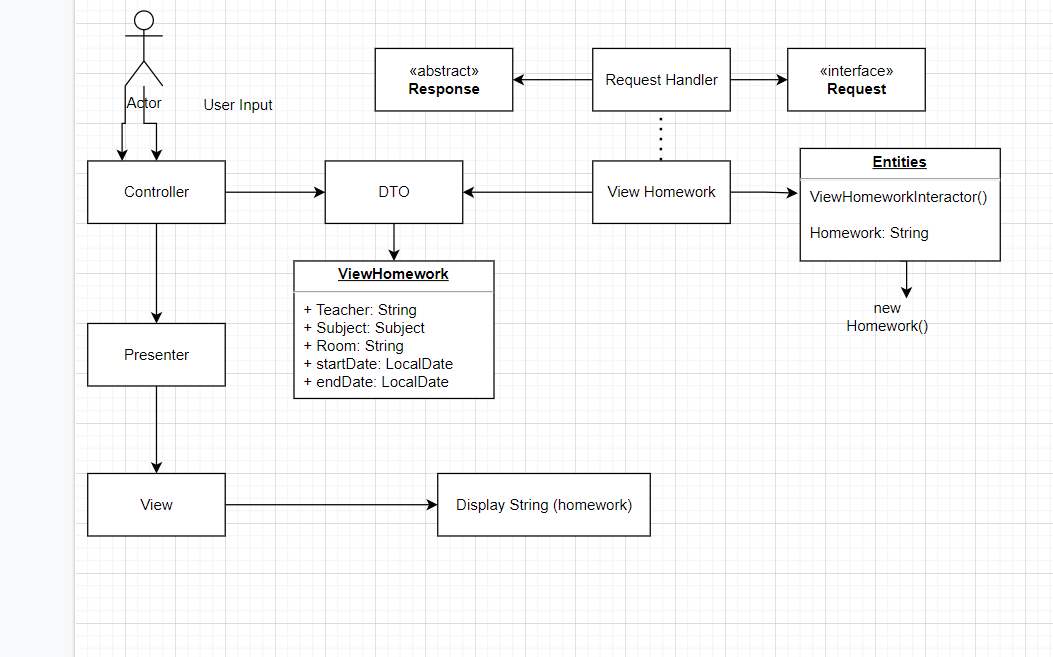 Actor
User Input
«abstract»
Response
Request Handler
«interface»
Request
Controller
DTO
View Homework
Entities
ViewHomeworkInteractor()
Homework: String
new
Homework()
ViewHomework
+ Teacher: String
+ Subject: Subject
+ Room: String
+ startDate: LocalDate
+ endDate: LocalDate
Presenter
View
Display String (homework)